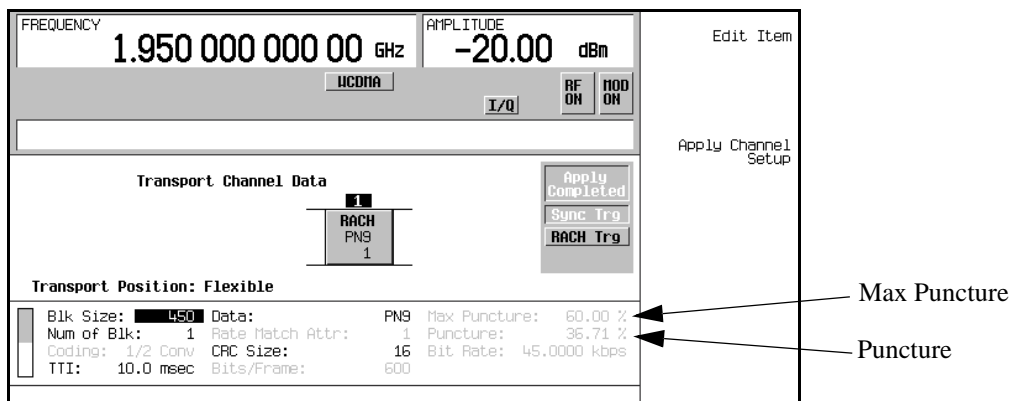 FREQUENCY
1.950 000 000 00 GHz
AMPLITUDE
-20.00 dBm
WCDMA
I/Q
RF ON
MOD ON
Edit Item
Apply Channel
Setup
Transport Channel Data
1
RACH
PN9
1
Apply
Completed
Sync Trg
RACH Trg
Transport Position: Flexible
Blk Size: 450 Data: PN9 Max Puncture: 60.00 %
Num of Blk: 1 Rate Match Attr: 1 Puncture: 36.71 %
Coding: 1/2 Conv CRC Size: 16 Bit Rate: 45.0000 kbps
TTI: 10.0 msec Bits/Frame: 600
Max Puncture
Puncture